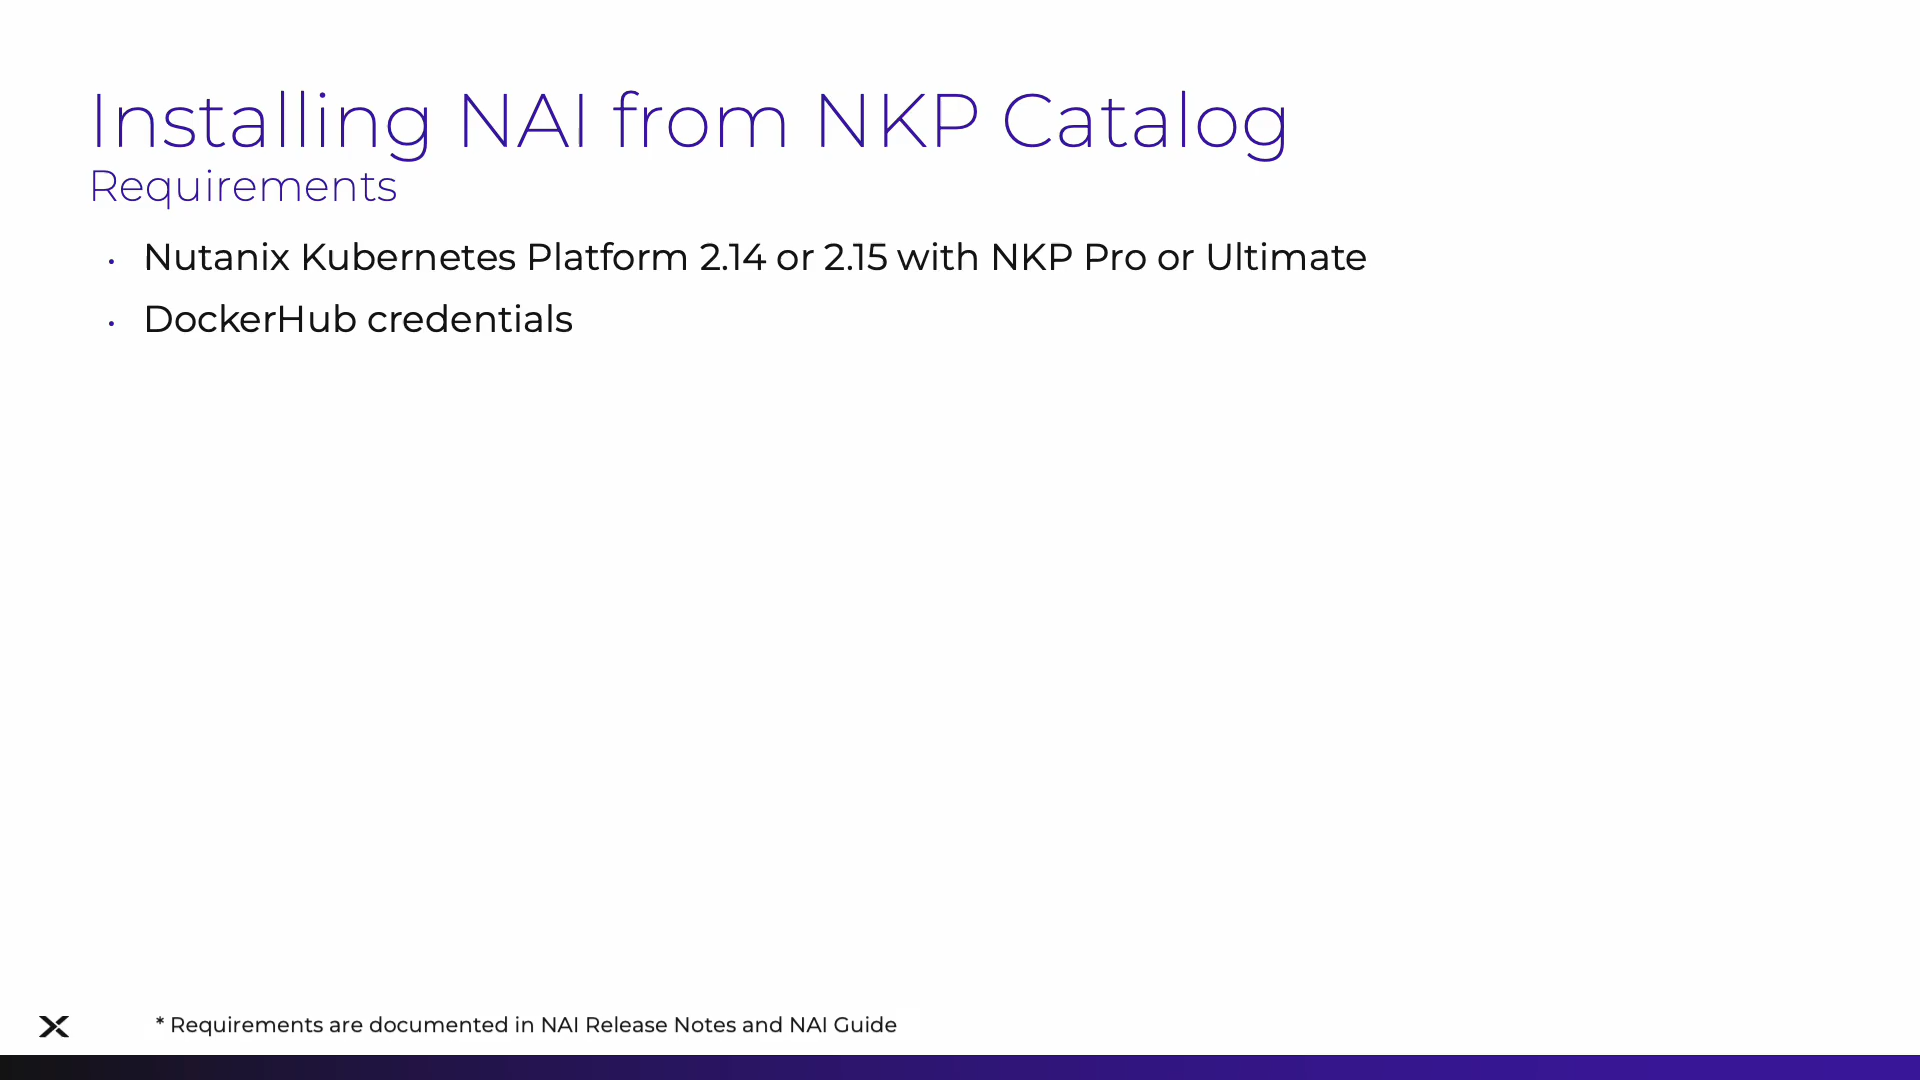 Installing NAI from NKP Catalog
Requirements
• Nutanix Kubernetes Platform 2.14 or 2.15 with NKP Pro or Ultimate
• DockerHub credentials
* Requirements are documented in NAI Release Notes and NAI Guide